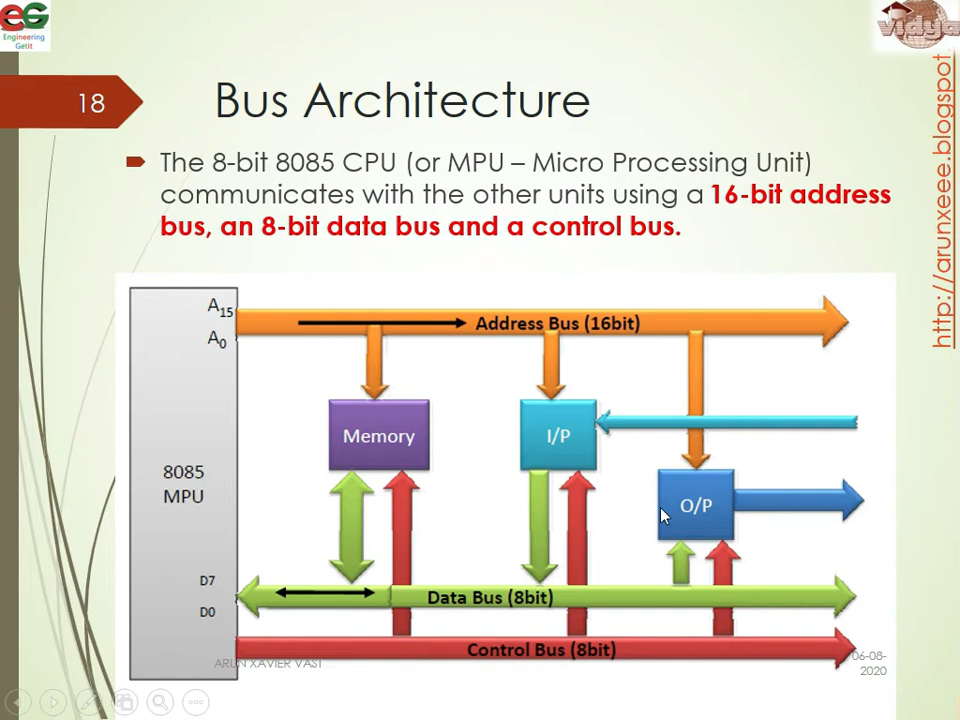 EG
Engineering
Getit
vidya
http://arunxeee.blogspot
18
Bus Architecture
The 8-bit 8085 CPU (or MPU – Micro Processing Unit)
communicates with the other units using a 16-bit address
bus, an 8-bit data bus and a control bus.
A15
A0
Address Bus (16bit)
Memory
I/P
8085
MPU
O/P
D7
D0
Data Bus (8bit)
Control Bus (8bit)
ARUN XAVIER VAST
06-08-
2020